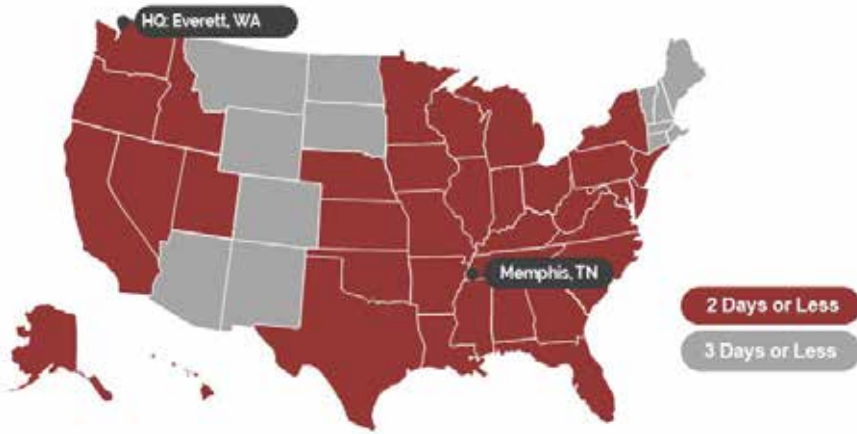 HQ: Everett, WA
Memphis, TN
2 Days or Less
3 Days or Less